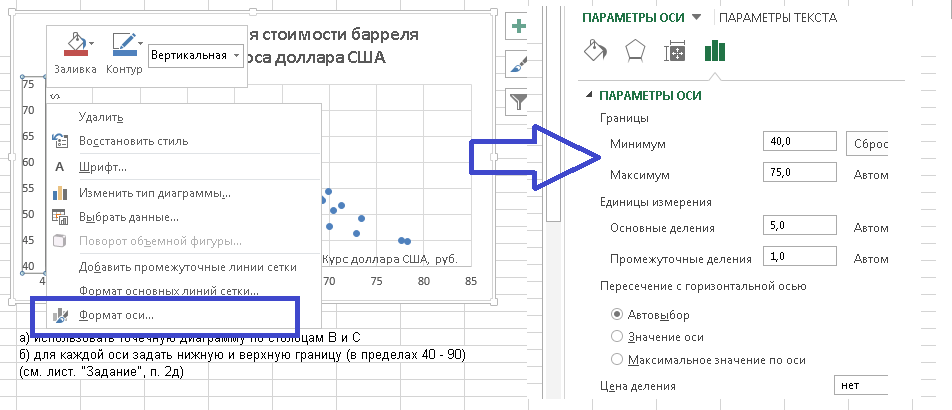 я стоимости барреля
рса доллара США
Заливка
Контур
Вертикальная
75
70
65
60
55
50
45
40
Удалить
Восстановить стиль
Шрифт...
Изменить тип диаграммы...
Выбрать данные...
Поворот объемной фигуры...
Добавить промежуточные линии сетки
Формат основных линий сетки...
Формат оси...
Курс доллара США, руб.
4
70
75
80
85
а) использовать точечную диаграмму по столбцам В и С
б) для каждой оси задать нижнюю и верхную границу (в пределах 40 - 90)
(см. лист. "Задание", п. 2д)
ПАРАМЕТРЫ ОСИ
ПАРАМЕТРЫ ТЕКСТА
ПАРАМЕТРЫ ОСИ
Границы
Минимум 40,0 Сброс
Максимум 75,0 Автом
Единицы измерения
Основные деления 5,0 Автом
Промежуточные деления 1,0 Автом
Пересечение с горизонтальной осью
Автовыбор
Значение оси
Максимальное значение по оси
Цена деления нет